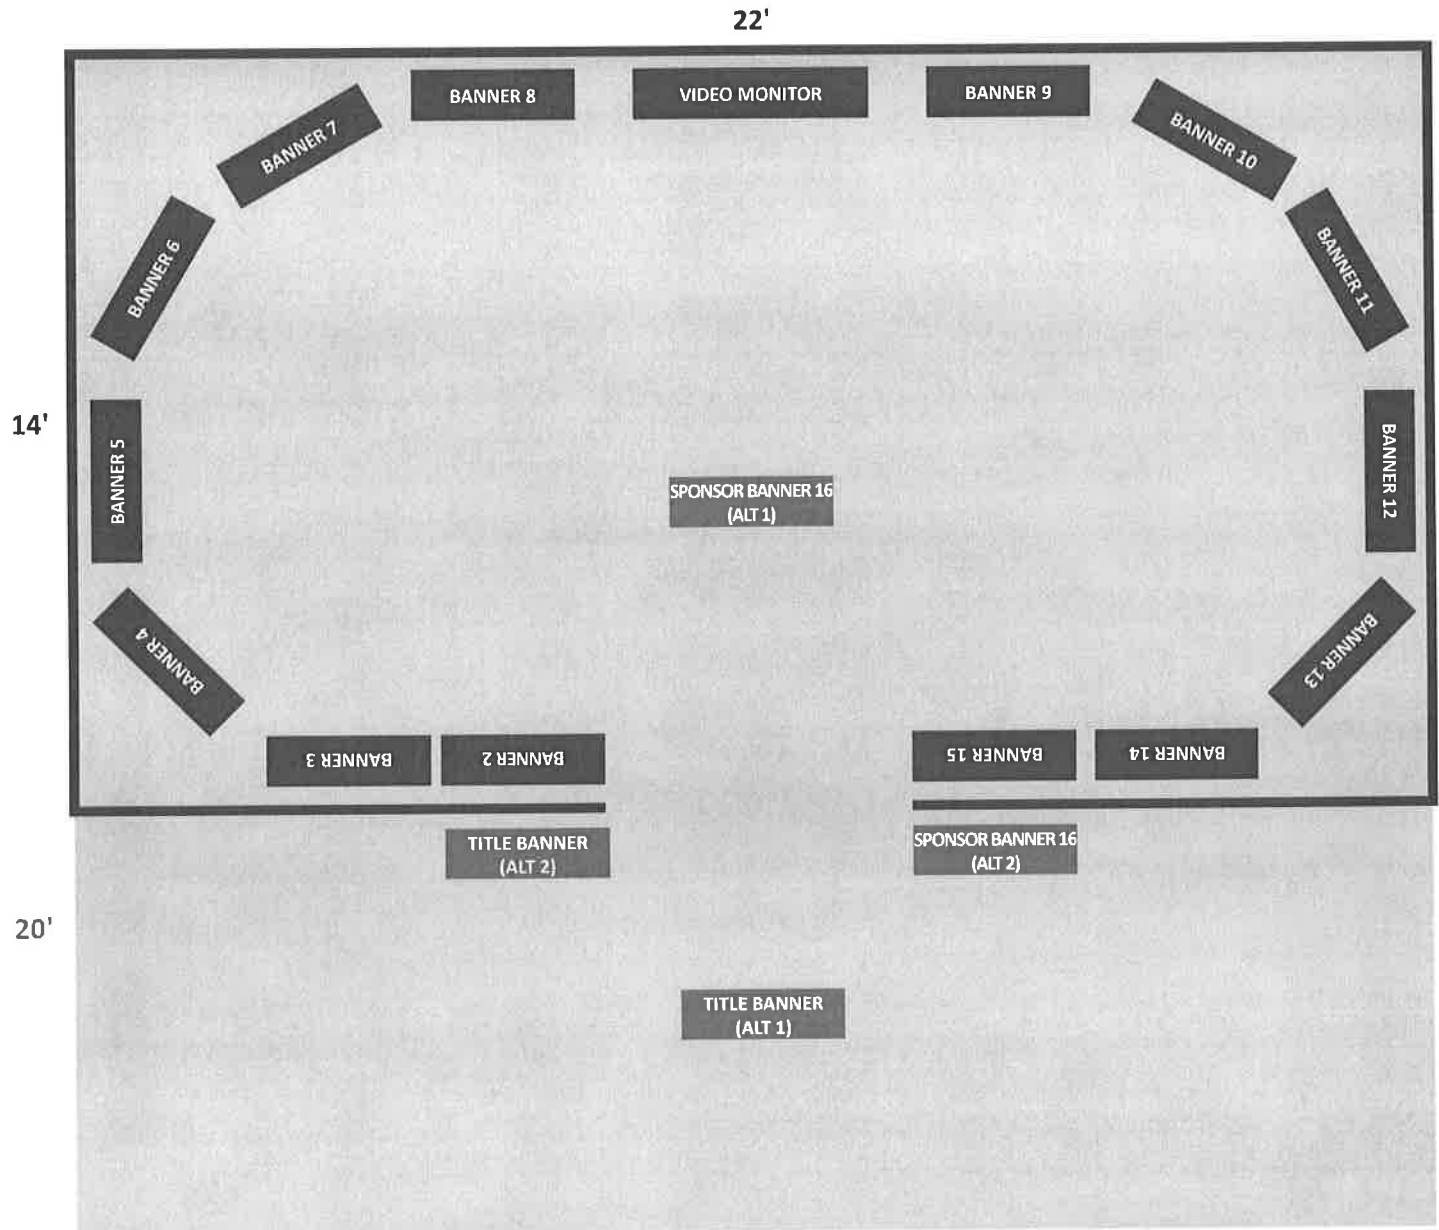 22'
BANNER 8
VIDEO MONITOR
BANNER 9
BANNER 7
BANNER 10
BANNER 6
BANNER 11
14'
BANNER 5
BANNER 12
SPONSOR BANNER 16
(ALT 1)
BANNER 4
BANNER 13
BANNER 3
BANNER 2
BANNER 15
BANNER 14
TITLE BANNER
(ALT 2)
SPONSOR BANNER 16
(ALT 2)
20'
TITLE BANNER
(ALT 1)